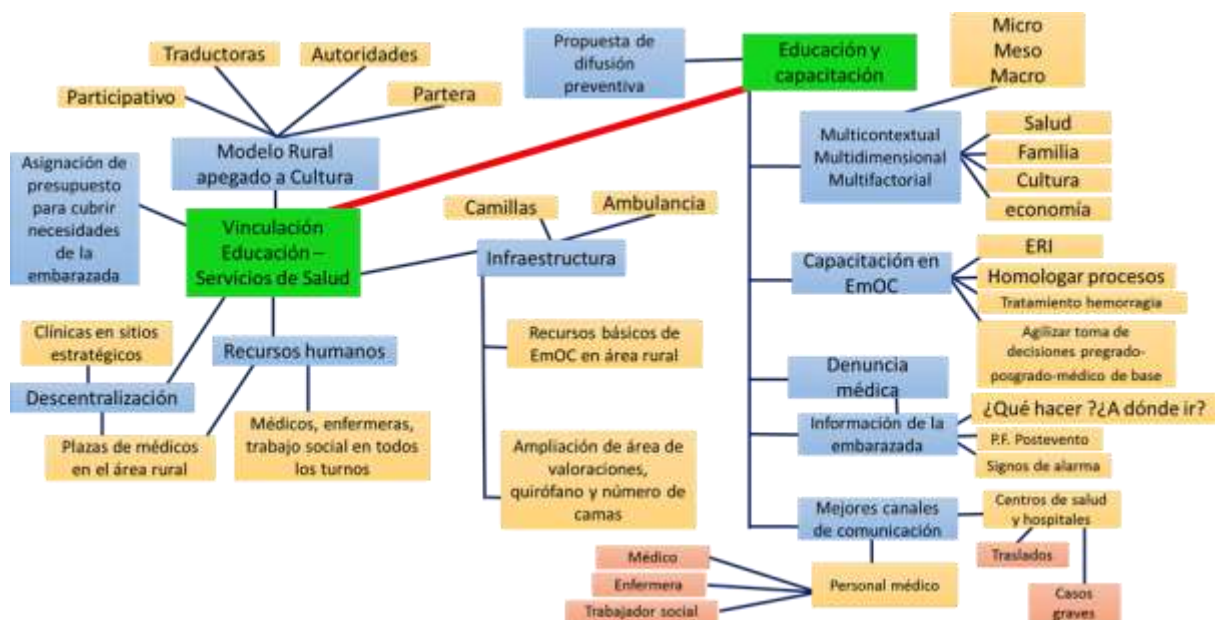 Traductoras
Autoridades
Participativo
Partera
Modelo Rural
apegado a Cultura
Asignación de
presupuesto
para cubrir
necesidades
de la
embarazada
Vinculación
Educación –
Servicios de Salud
Clínicas en sitios
estratégicos
Descentralización
Plazas de médicos
en el área rural
Recursos humanos
Médicos, enfermeras,
trabajo social en todos
los turnos
Camillas
Ambulancia
Infraestructura
Recursos básicos de
EmOC en área rural
Ampliación de área de
valoraciones,
quirófano y número de
camas
Propuesta de
difusión
preventiva
Educación y
capacitación
Micro
Meso
Macro
Multicontextual
Multidimensional
Multifactorial
Salud
Familia
Cultura
economía
Capacitación en
EmOC
ERI
Homologar procesos
Tratamiento hemorragia
Agilizar toma de
decisiones pregrado-
posgrado-médico de base
Denuncia
médica
Información de la
embarazada
¿Qué hacer ?¿A dónde ir?
P.F. Postevento
Signos de alarma
Mejores canales
de comunicación
Centros de salud
y hospitales
Traslados
Casos
graves
Personal médico
Médico
Enfermera
Trabajador social